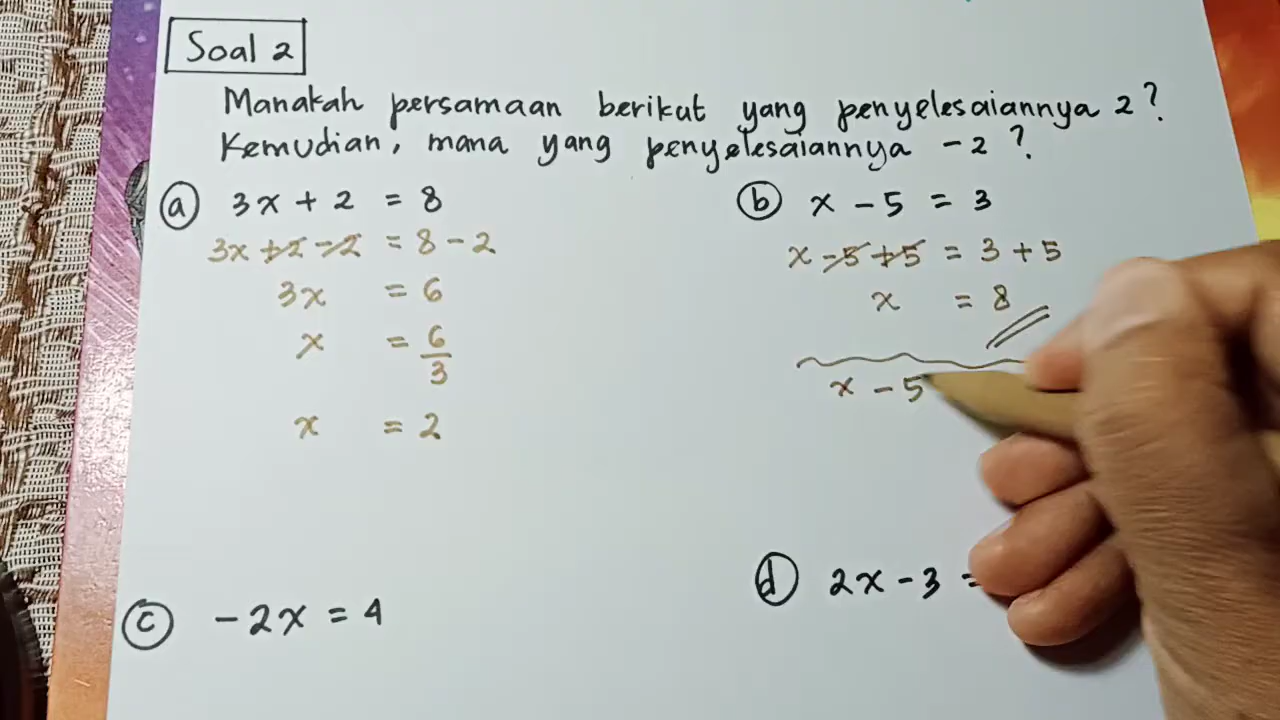 Soal 2
Manakah persamaan berikut yang penyelesaiannya 2?
Kemudian, mana yang penyelesaiannya -2?
a 3x + 2 = 8
3x +2 -2 = 8 - 2
3x = 6
x = 6/3
x = 2
b x - 5 = 3
x -5 +5 = 3 + 5
x = 8
x - 5
c -2x = 4
d 2x - 3 =